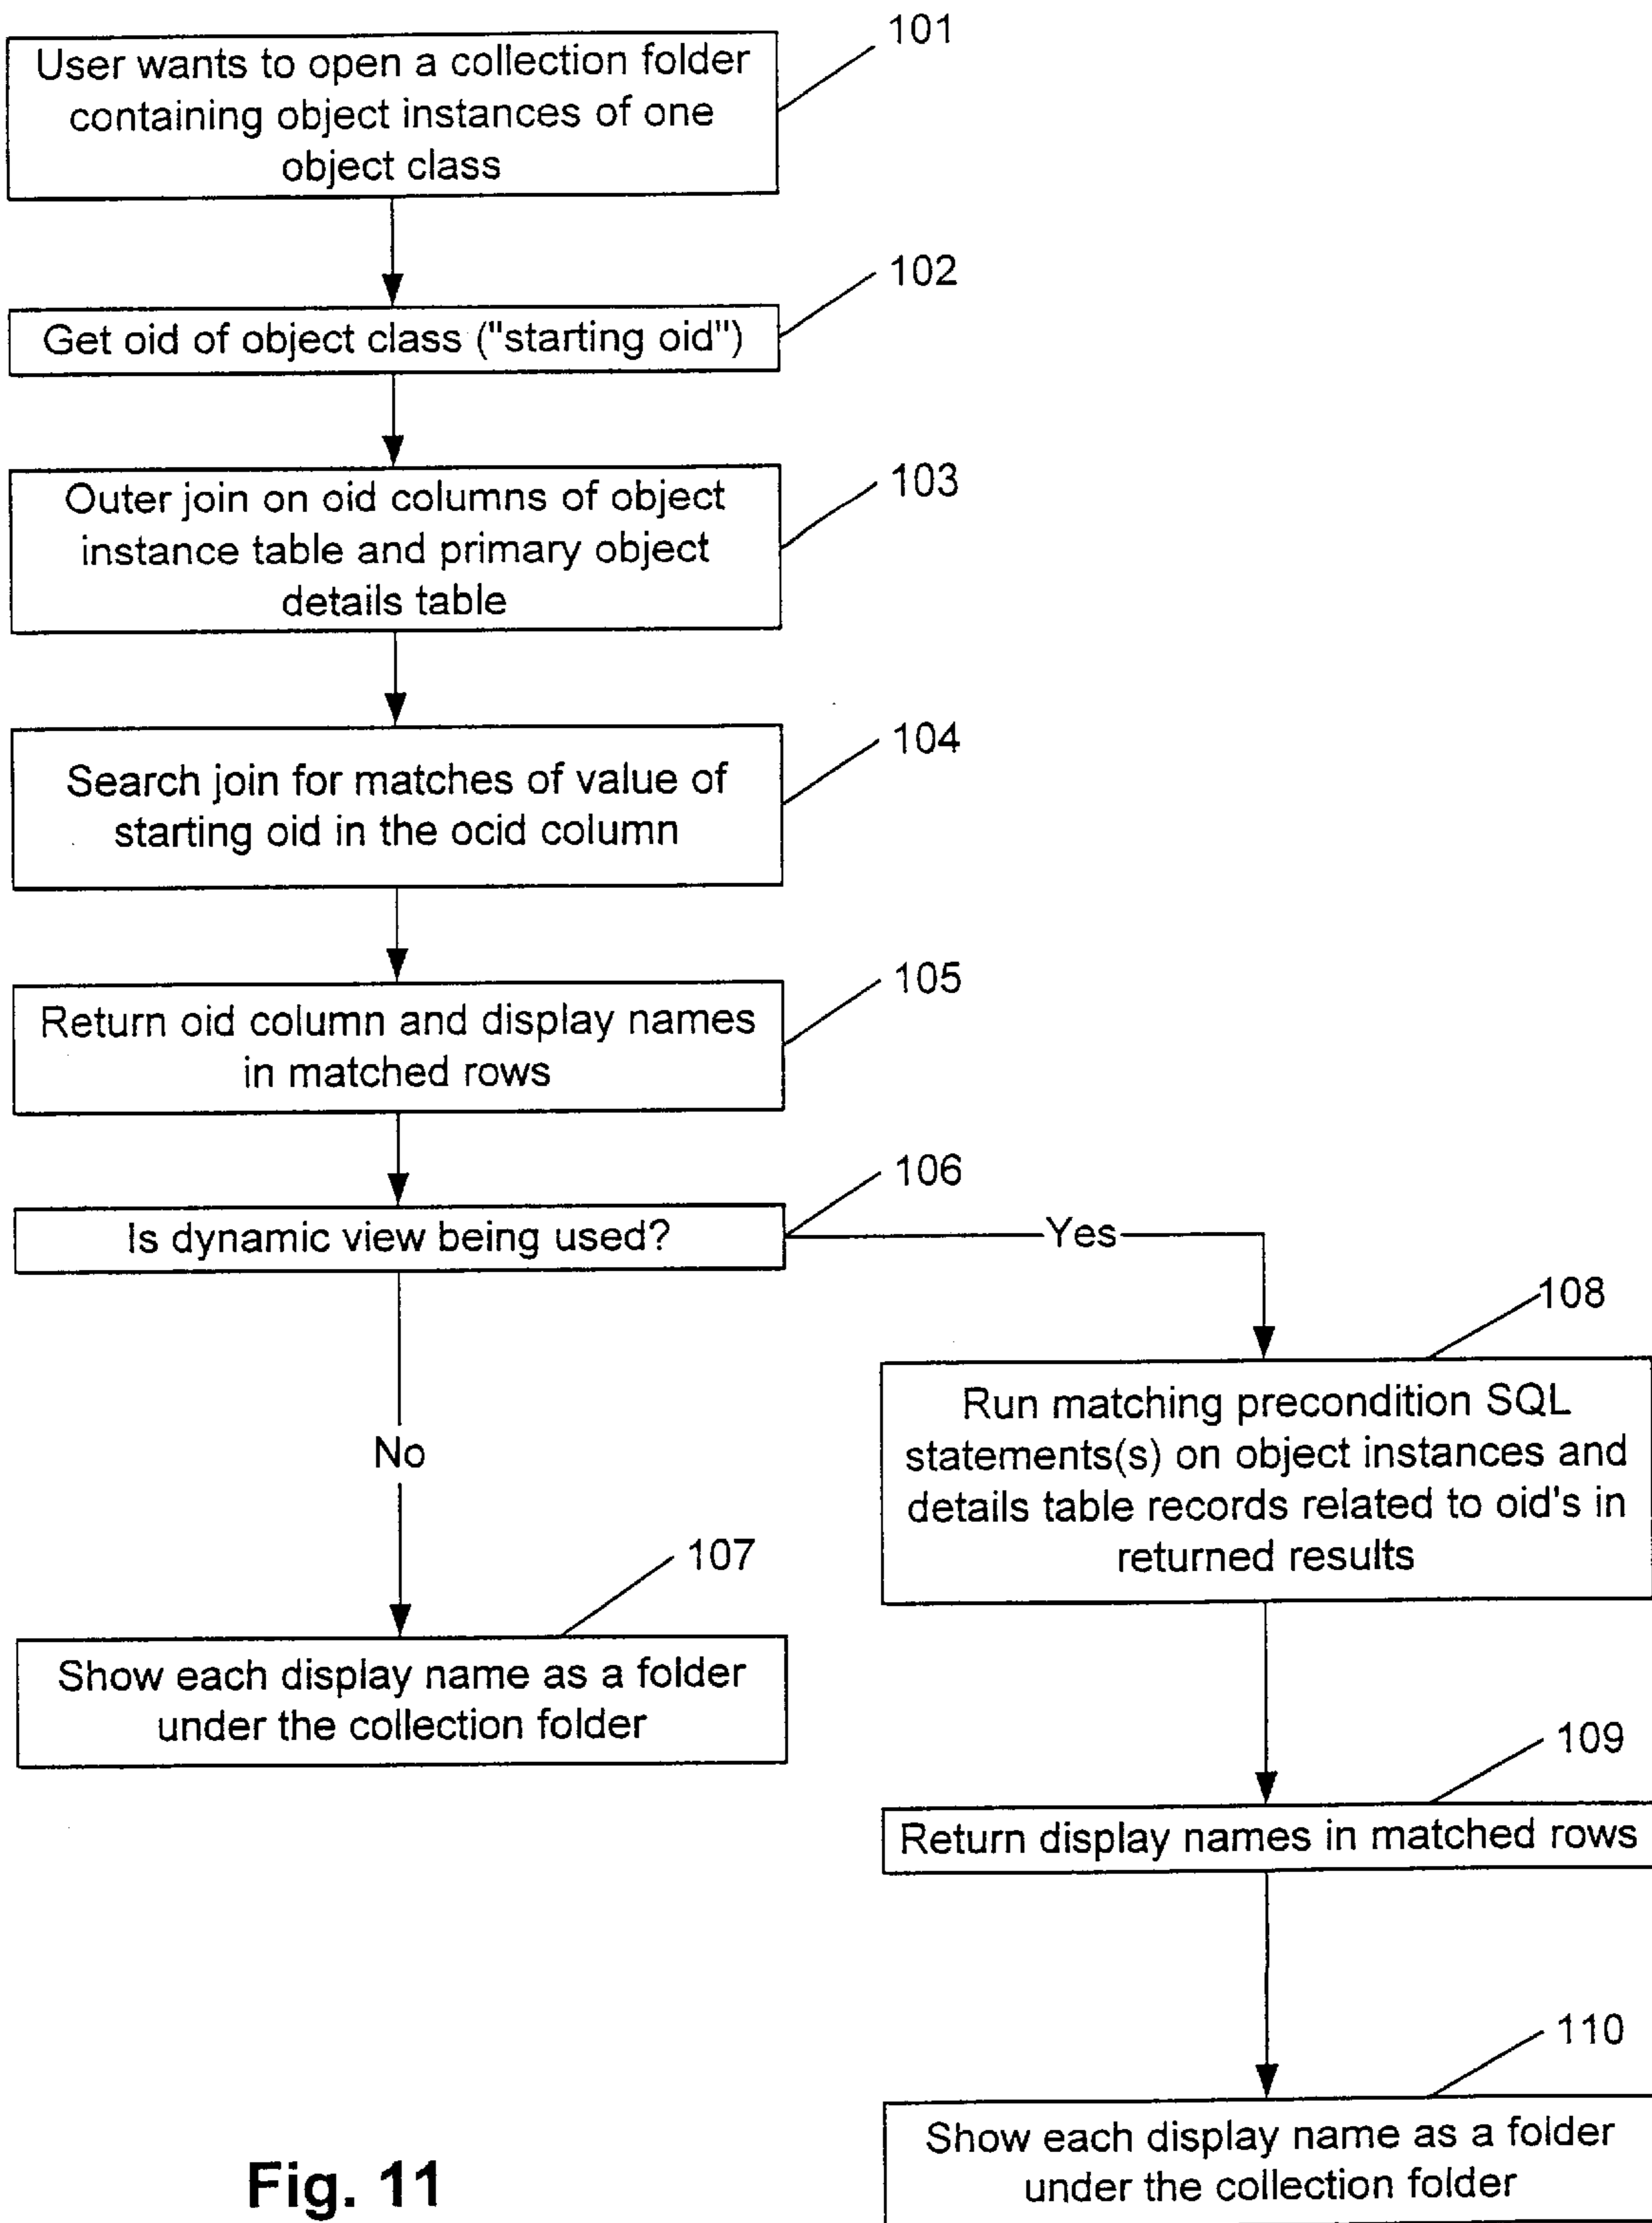 101
User wants to open a collection folder
containing object instances of one
object class
102
Get oid of object class ("starting oid")
103
Outer join on oid columns of object
instance table and primary object
details table
104
Search join for matches of value of
starting oid in the ocid column
105
Return oid column and display names
in matched rows
106
Is dynamic view being used?
Yes
108
Run matching precondition SQL
statements(s) on object instances and
details table records related to oid's in
returned results
No
107
Show each display name as a folder
under the collection folder
109
Return display names in matched rows
110
Show each display name as a folder
under the collection folder
Fig. 11